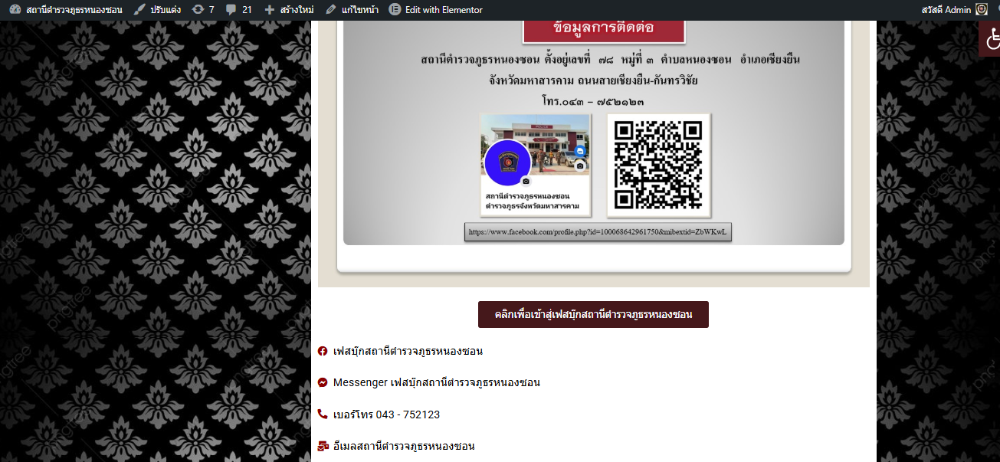 สถานีตำรวจภูธรหนองซอน ปรับแต่ง 7 21 สร้างใหม่ แก้ไขหน้า Edit with Elementor สวัสดี Admin
ข้อมูลการติดต่อ
สถานีตำรวจภูธรหนองซอน ตั้งอยู่เลขที่ ๗๘ หมู่ที่ ๓ ตำบลหนองซอน อำเภอเชียงยืน
จังหวัดมหาสารคาม ถนนสายเชียงยืน-กันทรวิชัย
โทร.๐๔๓ – ๗๕๒๑๒๓
POLICE
สถานีตำรวจภูธรหนองซอน
ตำรวจภูธรจังหวัดมหาสารคาม
https://www.facebook.com/profile.php?id=100068642961750&mibextid=ZbWKwL
คลิกเพื่อเข้าสู่เฟสบุ๊กสถานีตำรวจภูธรหนองซอน
เฟสบุ๊กสถานีตำรวจภูธรหนองซอน
Messenger เฟสบุ๊กสถานีตำรวจภูธรหนองซอน
เบอร์โทร 043 - 752123
อีเมลสถานีตำรวจภูธรหนองซอน
pngtree
pngtree
pngtree
pngtree